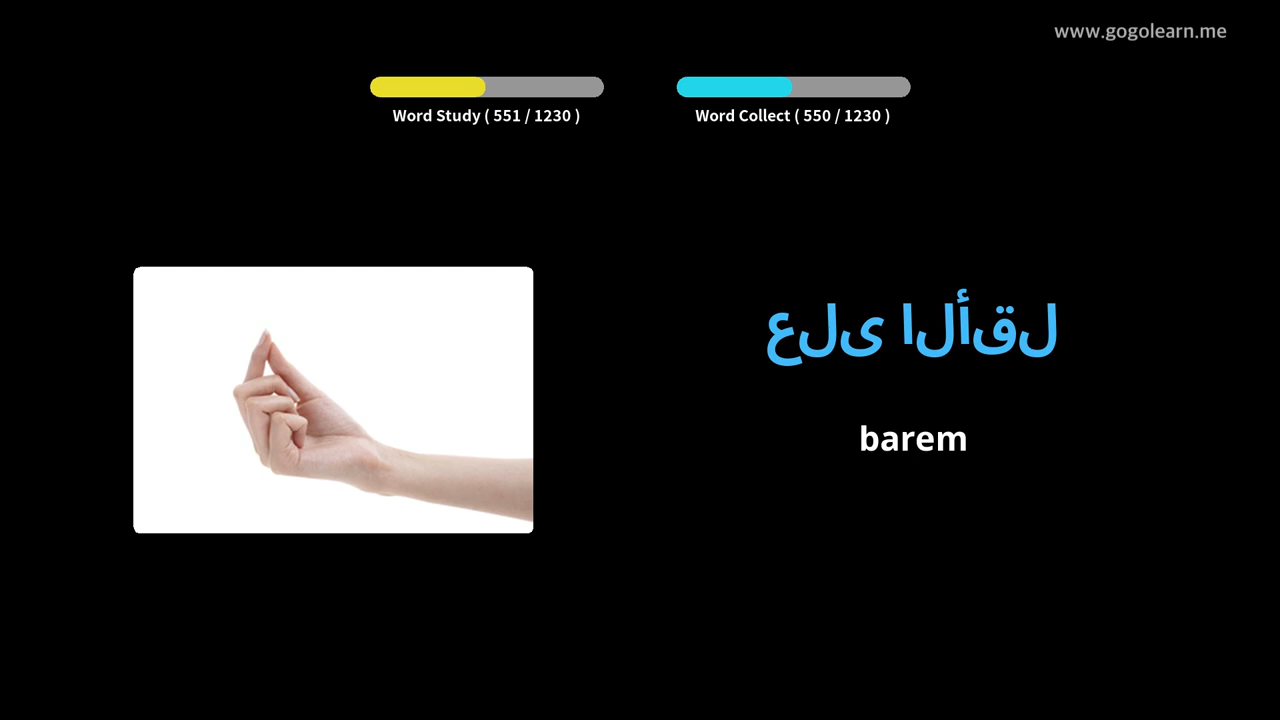 www.gogolearn.me
Word Study ( 551 / 1230 )
Word Collect ( 550 / 1230 )
على الأقل
barem